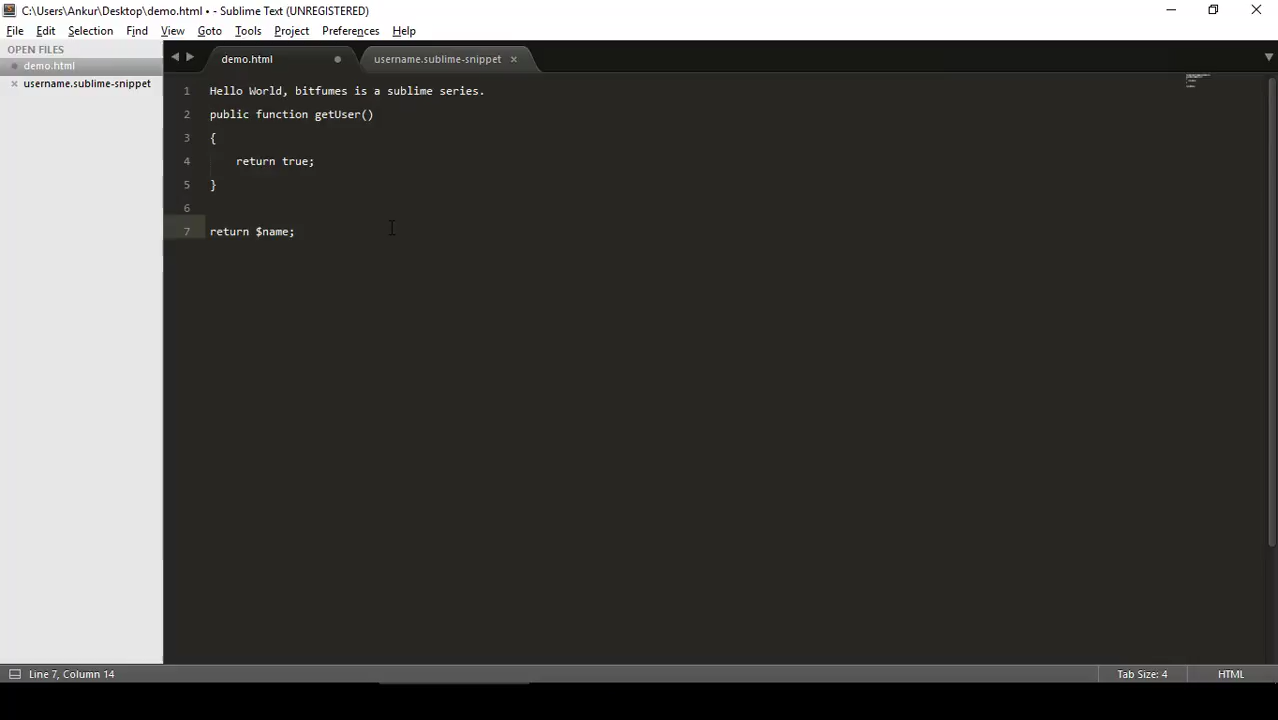 C:\Users\Ankur\Desktop\demo.html • - Sublime Text (UNREGISTERED)
File Edit Selection Find View Goto Tools Project Preferences Help
OPEN FILES
demo.html
username.sublime-snippet
demo.html username.sublime-snippet
1 Hello World, bitfumes is a sublime series.
2 public function getUser()
3 {
4 return true;
5 }
6
7 return $name;
Line 7, Column 14 Tab Size: 4 HTML